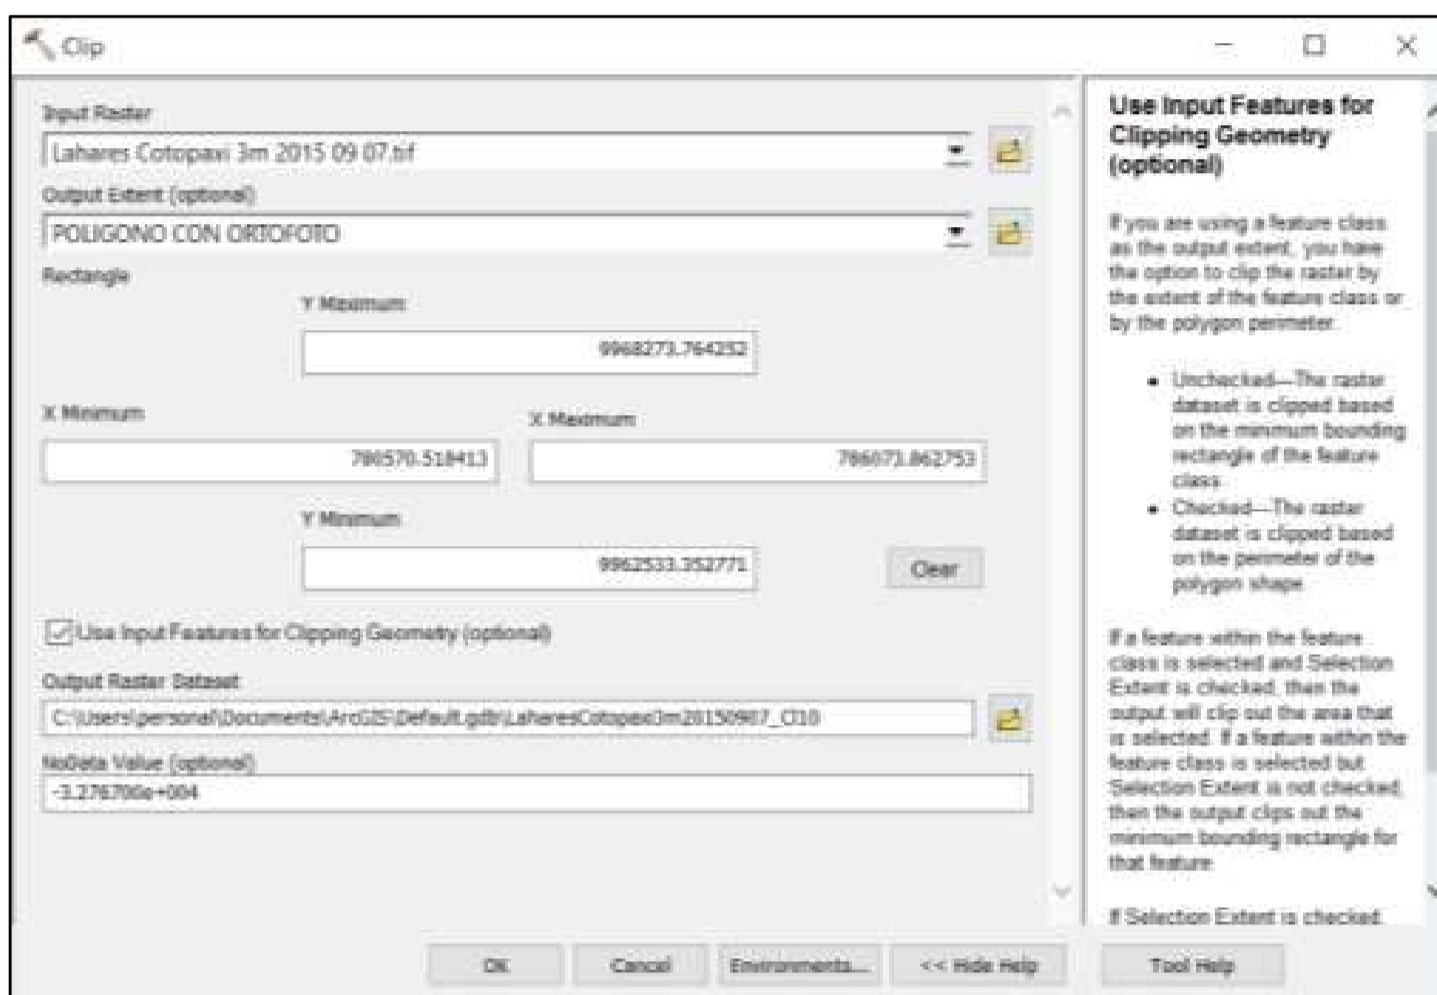 Clip
Input Raster
Lahares Cotopaxi 3m 2015 09 07.tif
Output Extent (optional)
POLIGONO CON ORTOFOTO
Rectangle
Y Maximum
9968273.764252
X Minimum
X Maximum
780570.518413
786073.862753
Y Minimum
9962533.352771
Clear
Use Input Features for Clipping Geometry (optional)
Output Raster Dataset
C:\Users\personal\Documents\ArcGIS\Default.gdb\LaharesCotopaxi3m20150907_Cl10
NoData Value (optional)
-3.276700e+004
OK
Cancel
Environments...
<< Hide Help
Tool Help
Use Input Features for
Clipping Geometry
(optional)
If you are using a feature class
as the output extent, you have
the option to clip the raster by
the extent of the feature class or
by the polygon perimeter.
• Unchecked—The raster
dataset is clipped based
on the minimum bounding
rectangle of the feature
class.
• Checked—The raster
dataset is clipped based
on the perimeter of the
polygon shape.
If a feature within the feature
class is selected and Selection
Extent is checked, then the
output will clip out the area that
is selected. If a feature within the
feature class is selected but
Selection Extent is not checked,
then the output clips out the
minimum bounding rectangle for
that feature.
If Selection Extent is checked,